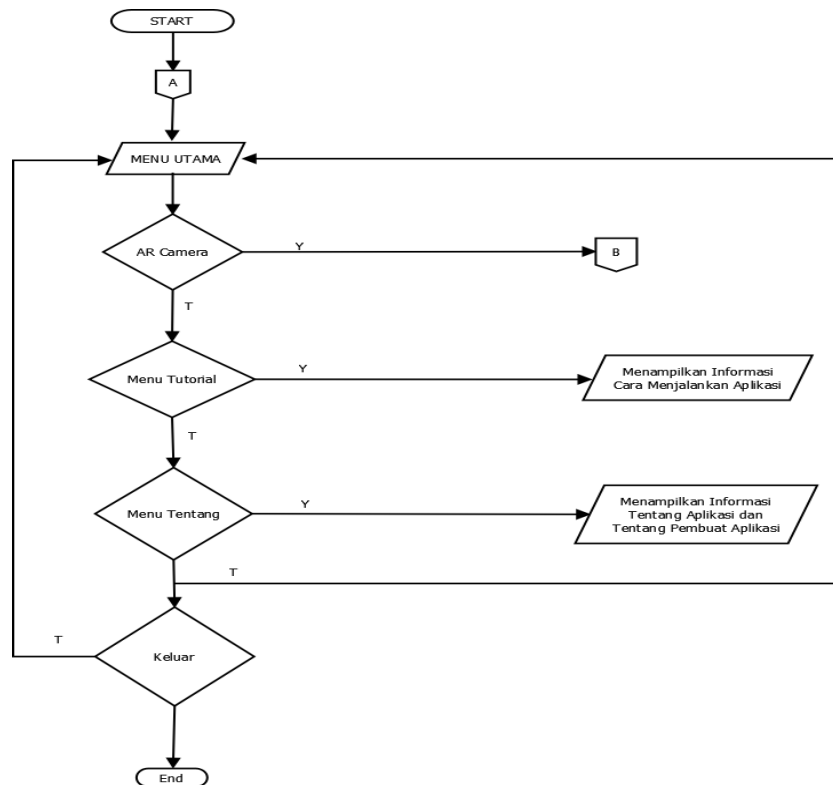 START
A
MENU UTAMA
AR Camera
Y
B
T
Menu Tutorial
Y
Menampilkan Informasi
Cara Menjalankan Aplikasi
T
Menu Tentang
Y
Menampilkan Informasi
Tentang Aplikasi dan
Tentang Pembuat Aplikasi
T
T
Keluar
End